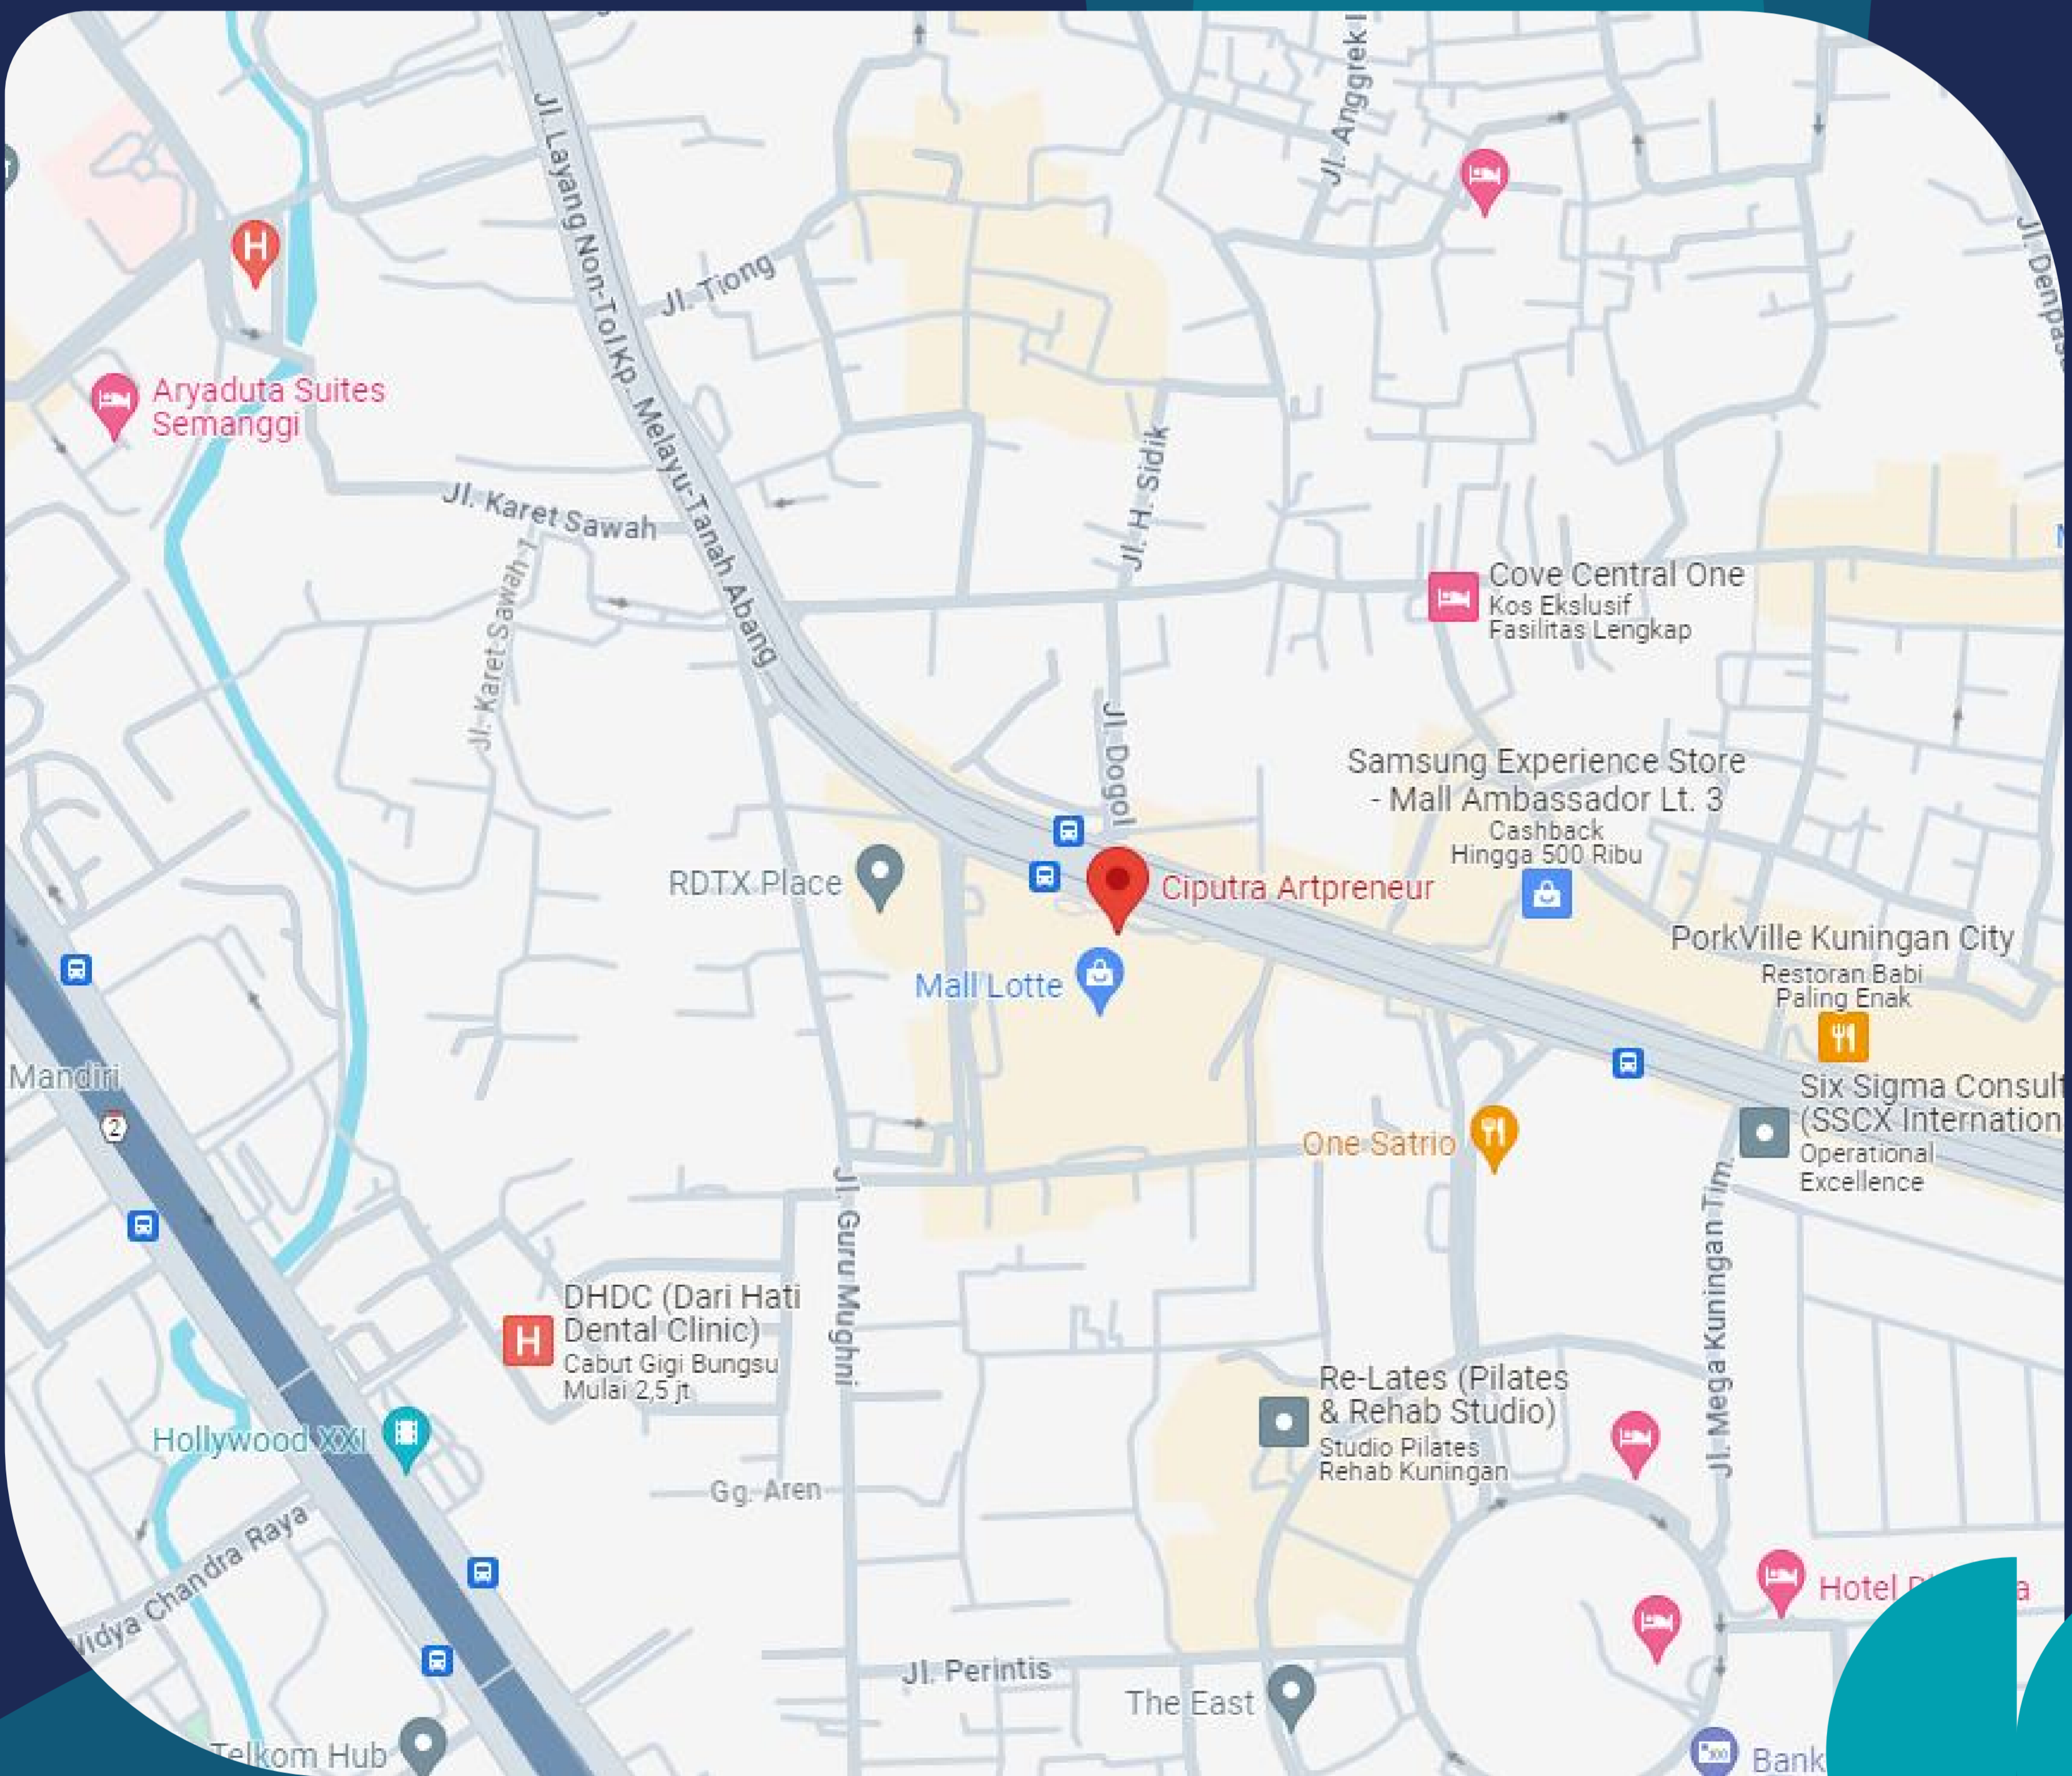 Jl. Anggrek
Jl. Layang Non-Tol Kp. Melayu-Tanah Abang
Jl. Tiong
H
Aryaduta Suites
Semanggi
Jl. Karet Sawah
Jl. H. Sidik
Jl. Karet Sawah 1
Cove Central One
Kos Ekslusif
Fasilitas Lengkap
Jl. Dogol
Samsung Experience Store
- Mall Ambassador Lt. 3
Cashback
Hingga 500 Ribu
RDTX Place
Ciputra Artpreneur
PorkVille Kuningan City
Restoran Babi
Paling Enak
Mall Lotte
Mandiri
2
Six Sigma Consult
(SSCX Internation
Operational
Excellence
One Satrio
Jl. Mega Kuningan Tim.
Jl. Guru Mughni
H
DHDC (Dari Hati
Dental Clinic)
Cabut Gigi Bungsu
Mulai 2,5 jt
Re-Lates (Pilates
& Rehab Studio)
Studio Pilates
Rehab Kuningan
Hollywood XXI
Gg. Aren
Chandra Raya
Hotel
Jl. Perintis
The East
Telkom Hub
Bank